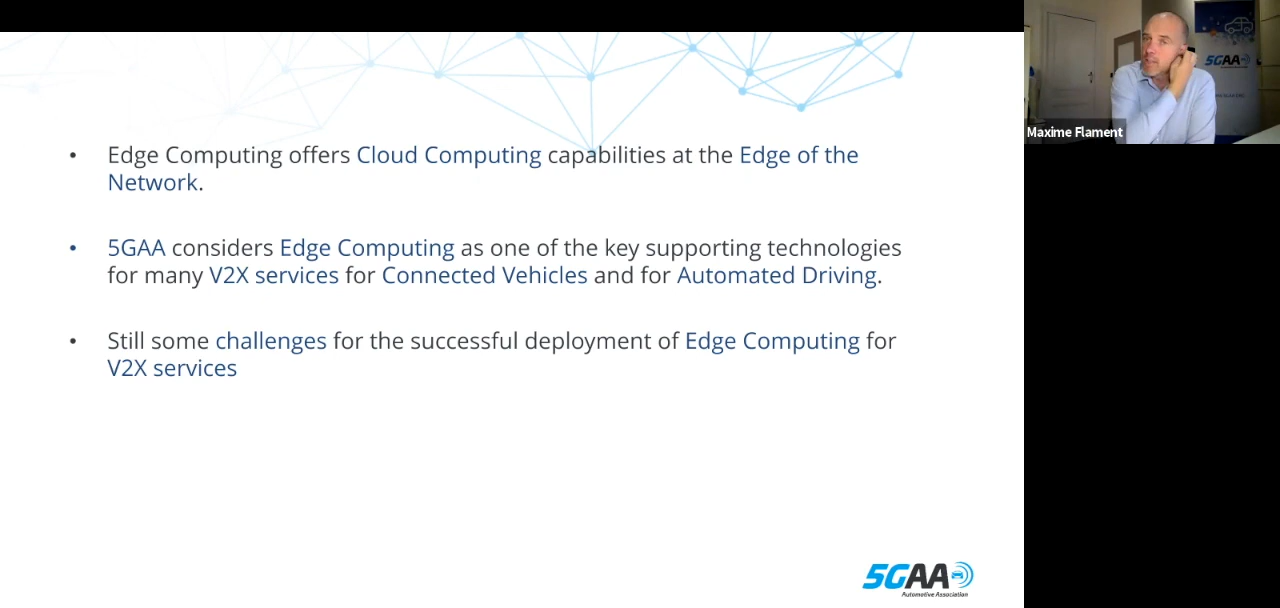 • Edge Computing offers Cloud Computing capabilities at the Edge of the
Network.
• 5GAA considers Edge Computing as one of the key supporting technologies
for many V2X services for Connected Vehicles and for Automated Driving.
• Still some challenges for the successful deployment of Edge Computing for
V2X services
5GAA
Automotive Association
5GAA
Maxime Flament